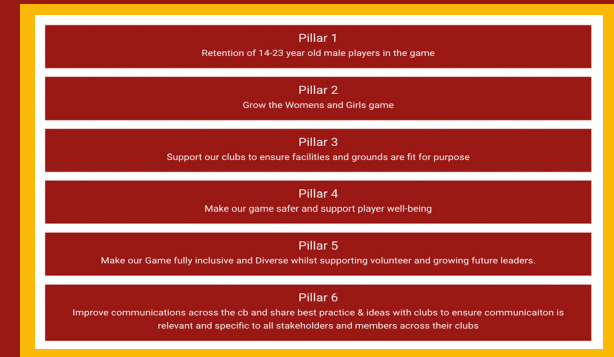 Pillar 1
Retention of 14-23 year old male players in the game
Pillar 2
Grow the Womens and Girls game
Pillar 3
Support our clubs to ensure facilities and grounds are fit for purpose
Pillar 4
Make our game safer and support player well-being
Pillar 5
Make our Game fully inclusive and Diverse whilst supporting volunteer and growing future leaders.
Pillar 6
Improve communications across the cb and share best practice & ideas with clubs to ensure communicaiton is
relevant and specific to all stakeholders and members across their clubs